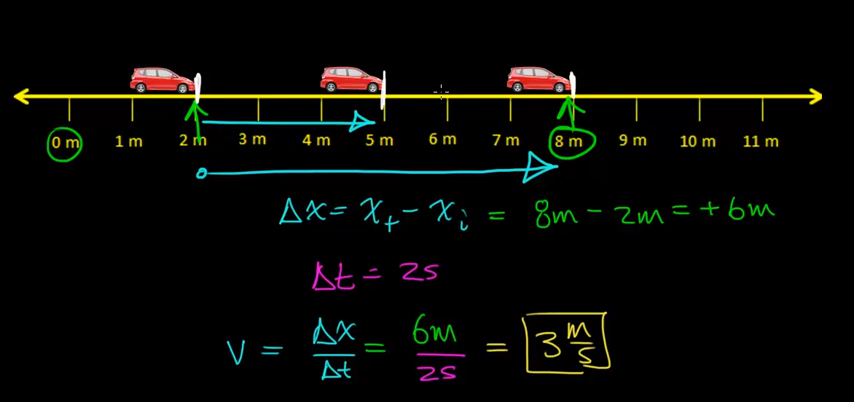 0 m 1 m 2 m 3 m 4 m 5 m 6 m 7 m 8 m 9 m 10 m 11 m
Δx = x_f - x_i = 8m - 2m = +6m
Δt = 2s
v = Δx/Δt = 6m/2s = 3 m/s